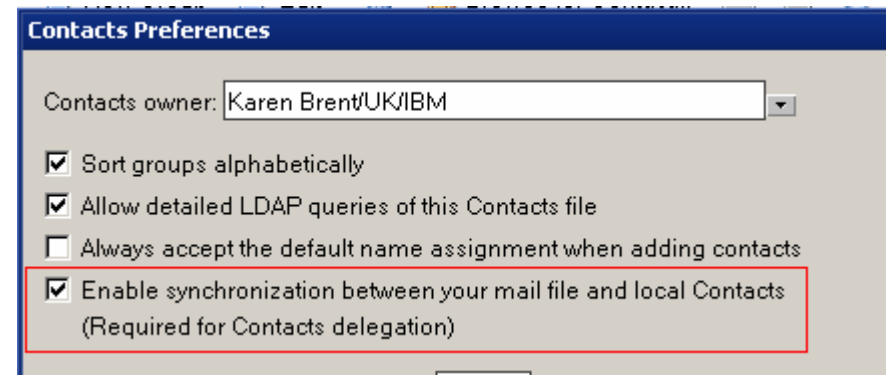 Contacts Preferences
Contacts owner: Karen Brent/UK/IBM
Sort groups alphabetically
Allow detailed LDAP queries of this Contacts file
Always accept the default name assignment when adding contacts
Enable synchronization between your mail file and local Contacts
(Required for Contacts delegation)